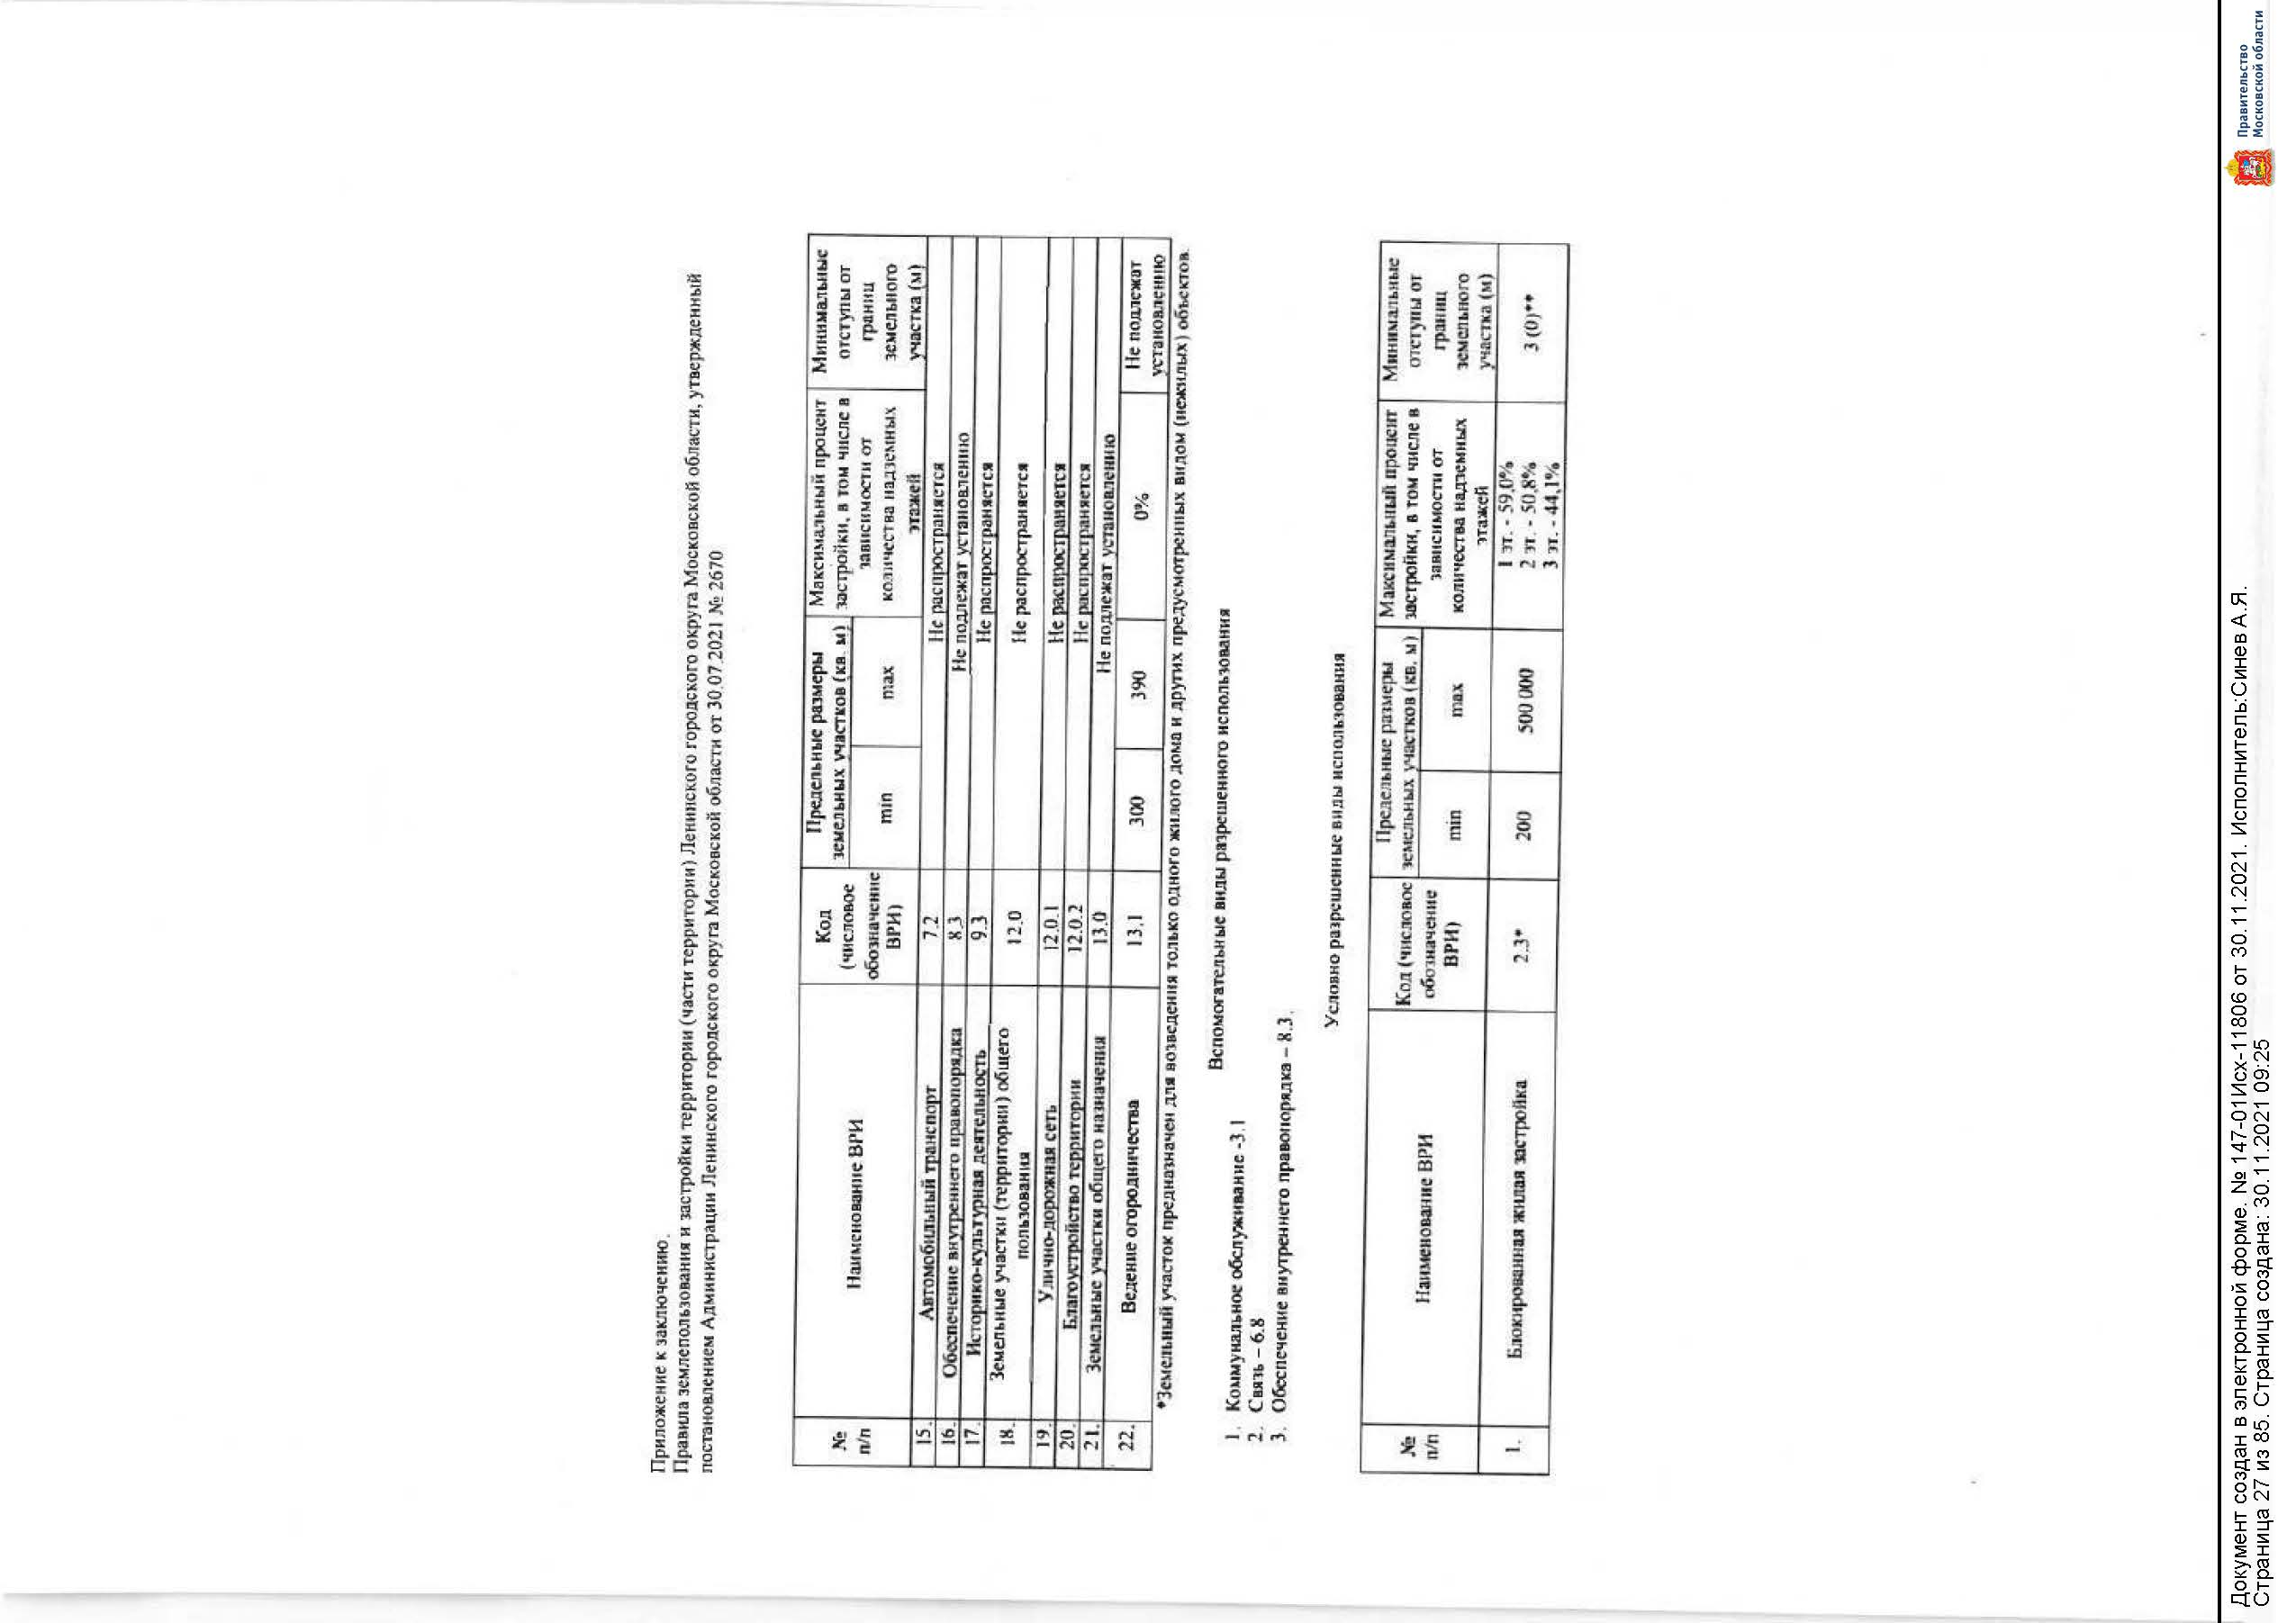 Приложение к заключению.
Правила землепользования и застройки территории (части территории) Ленинского городского округа Московской области, утвержденный
постановлением Администрации Ленинского городского округа Московской области от 30.07.2021 № 2670
№ п/п
Наименование ВРИ
Код (числовое обозначение ВРИ)
Предельные размеры земельных участков (кв. м)
min
max
Максимальный процент застройки, в том числе в зависимости от количества надземных этажей
Минимальные отступы от границ земельного участка (м)
15. Автомобильный транспорт 7.2 Не распространяется
16. Обеспечение внутреннего правопорядка 8.3 Не подлежат установлению
17. Историко-культурная деятельность 9.3 Не распространяется
18. Земельные участки (территории) общего пользования 12.0 Не распространяется
19. Улично-дорожная сеть 12.0.1 Не распространяется
20. Благоустройство территории 12.0.2 Не распространяется
21. Земельные участки общего назначения 13.0 Не подлежат установлению
22. Ведение огородничества 13.1 300 390 0% Не подлежат установлению
*Земельный участок предназначен для возведения только одного жилого дома и других предусмотренных видом (нежилых) объектов.
Вспомогательные виды разрешенного использования
1. Коммунальное обслуживание -3.1
2. Связь – 6.8
3. Обеспечение внутреннего правопорядка – 8.3.
Условно разрешенные виды использования
№ п/п
Наименование ВРИ
Код (числовое обозначение ВРИ)
Предельные размеры земельных участков (кв. м)
min
max
Максимальный процент застройки, в том числе в зависимости от количества надземных этажей
Минимальные отступы от границ земельного участка (м)
1. Блокированная жилая застройка 2.3* 200 500 000 1 эт. - 59,0% 2 эт. - 50,8% 3 эт. - 44,1% 3 (0)**
Документ создан в электронной форме. № 147-01Исх-11806 от 30.11.2021. Исполнитель:Синев А.Я.
Страница 27 из 85. Страница создана: 30.11.2021 09:25
Правительство
Московской области